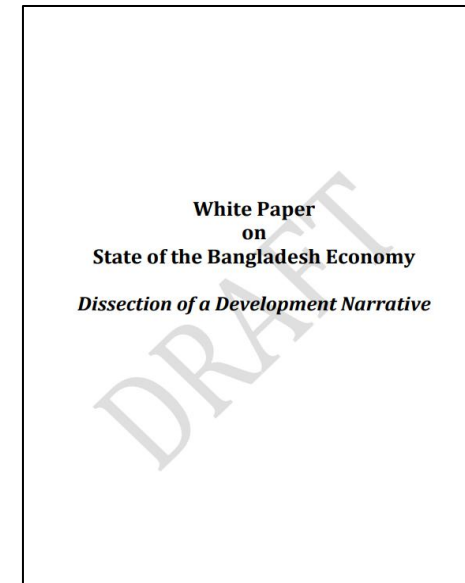 White Paper
on
State of the Bangladesh Economy
Dissection of a Development Narrative
DRAFT